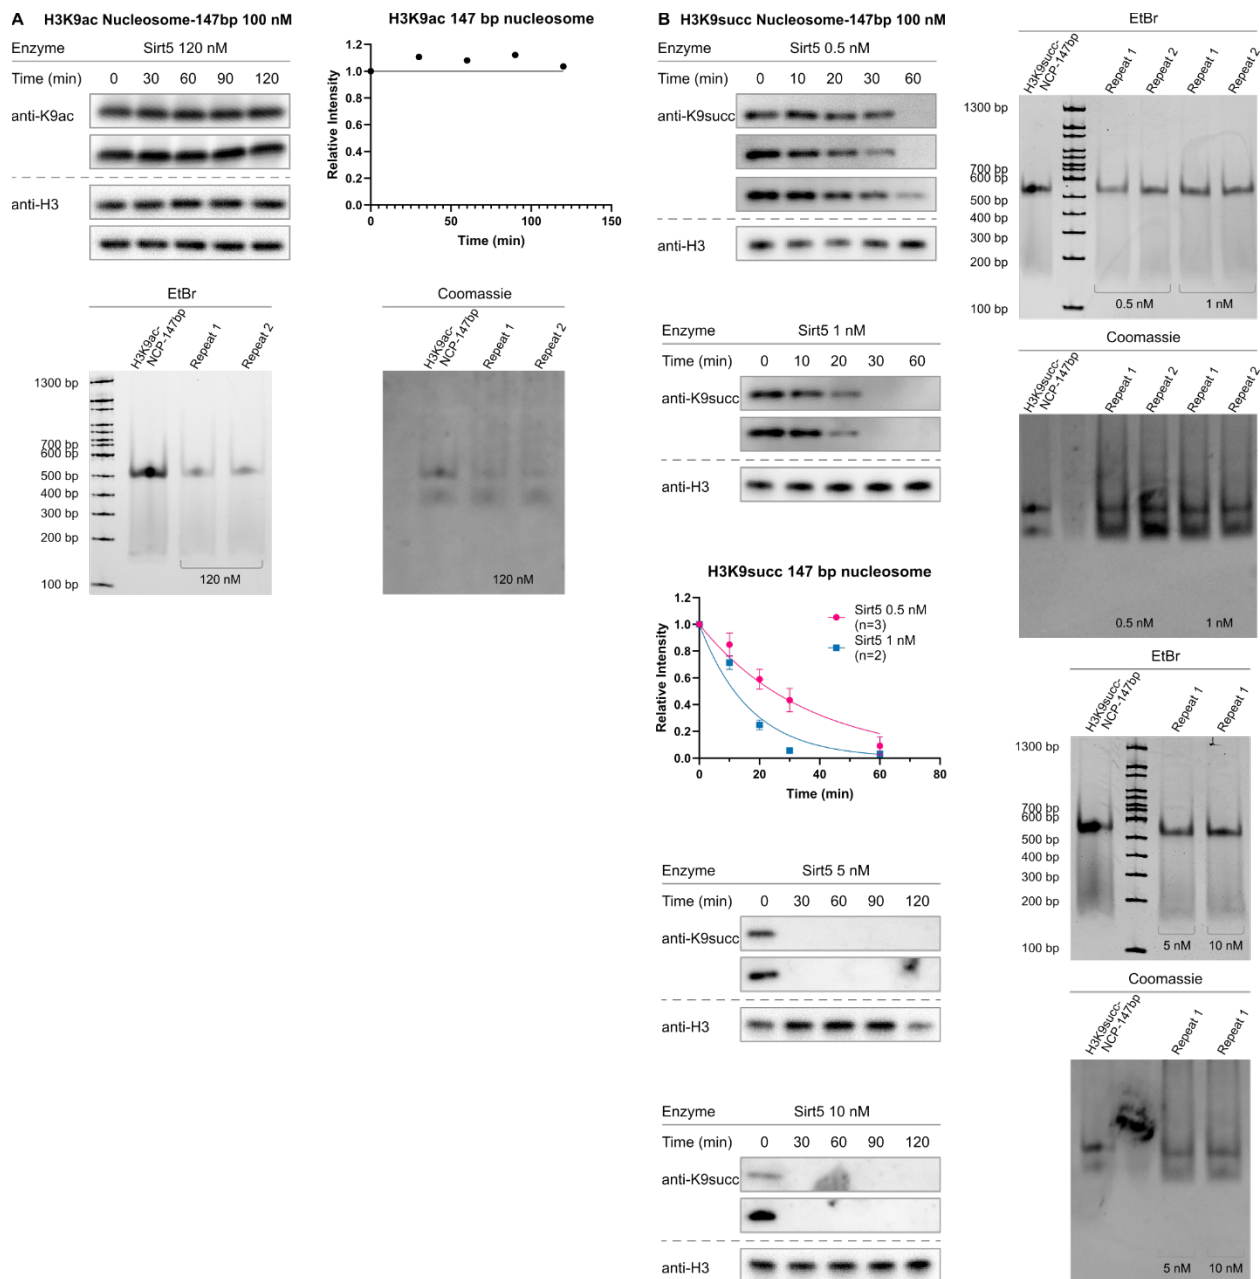 A H3K9ac Nucleosome-147bp 100 nM
Enzyme Sirt5 120 nM
Time (min) 0 30 60 90 120
anti-K9ac
anti-H3
H3K9ac 147 bp nucleosome
1.2
1.0
0.8
0.6
0.4
0.2
0.0
Relative Intensity
0 50 100 150
Time (min)
EtBr
H3K9ac-
NCP-147bp
Repeat 1
Repeat 2
1300 bp
700 bp
600 bp
500 bp
400 bp
300 bp
200 bp
100 bp
120 nM
Coomassie
H3K9ac-
NCP-147bp
Repeat 1
Repeat 2
120 nM
B H3K9succ Nucleosome-147bp 100 nM
Enzyme Sirt5 0.5 nM
Time (min) 0 10 20 30 60
anti-K9succ
anti-H3
Enzyme Sirt5 1 nM
Time (min) 0 10 20 30 60
anti-K9succ
anti-H3
H3K9succ 147 bp nucleosome
1.2
1.0
0.8
0.6
0.4
0.2
0.0
Relative Intensity
Sirt5 0.5 nM
(n=3)
Sirt5 1 nM
(n=2)
0 20 40 60 80
Time (min)
Enzyme Sirt5 5 nM
Time (min) 0 30 60 90 120
anti-K9succ
anti-H3
Enzyme Sirt5 10 nM
Time (min) 0 30 60 90 120
anti-K9succ
anti-H3
EtBr
H3K9succ-
NCP-147bp
Repeat 1
Repeat 2
Repeat 1
Repeat 2
1300 bp
700 bp
600 bp
500 bp
400 bp
300 bp
200 bp
100 bp
0.5 nM 1 nM
Coomassie
H3K9succ-
NCP-147bp
Repeat 1
Repeat 2
Repeat 1
Repeat 2
0.5 nM 1 nM
EtBr
H3K9succ-
NCP-147bp
Repeat 1
Repeat 1
1300 bp
700 bp
600 bp
500 bp
400 bp
300 bp
200 bp
100 bp
5 nM 10 nM
Coomassie
H3K9succ-
NCP-147bp
Repeat 1
Repeat 1
5 nM 10 nM